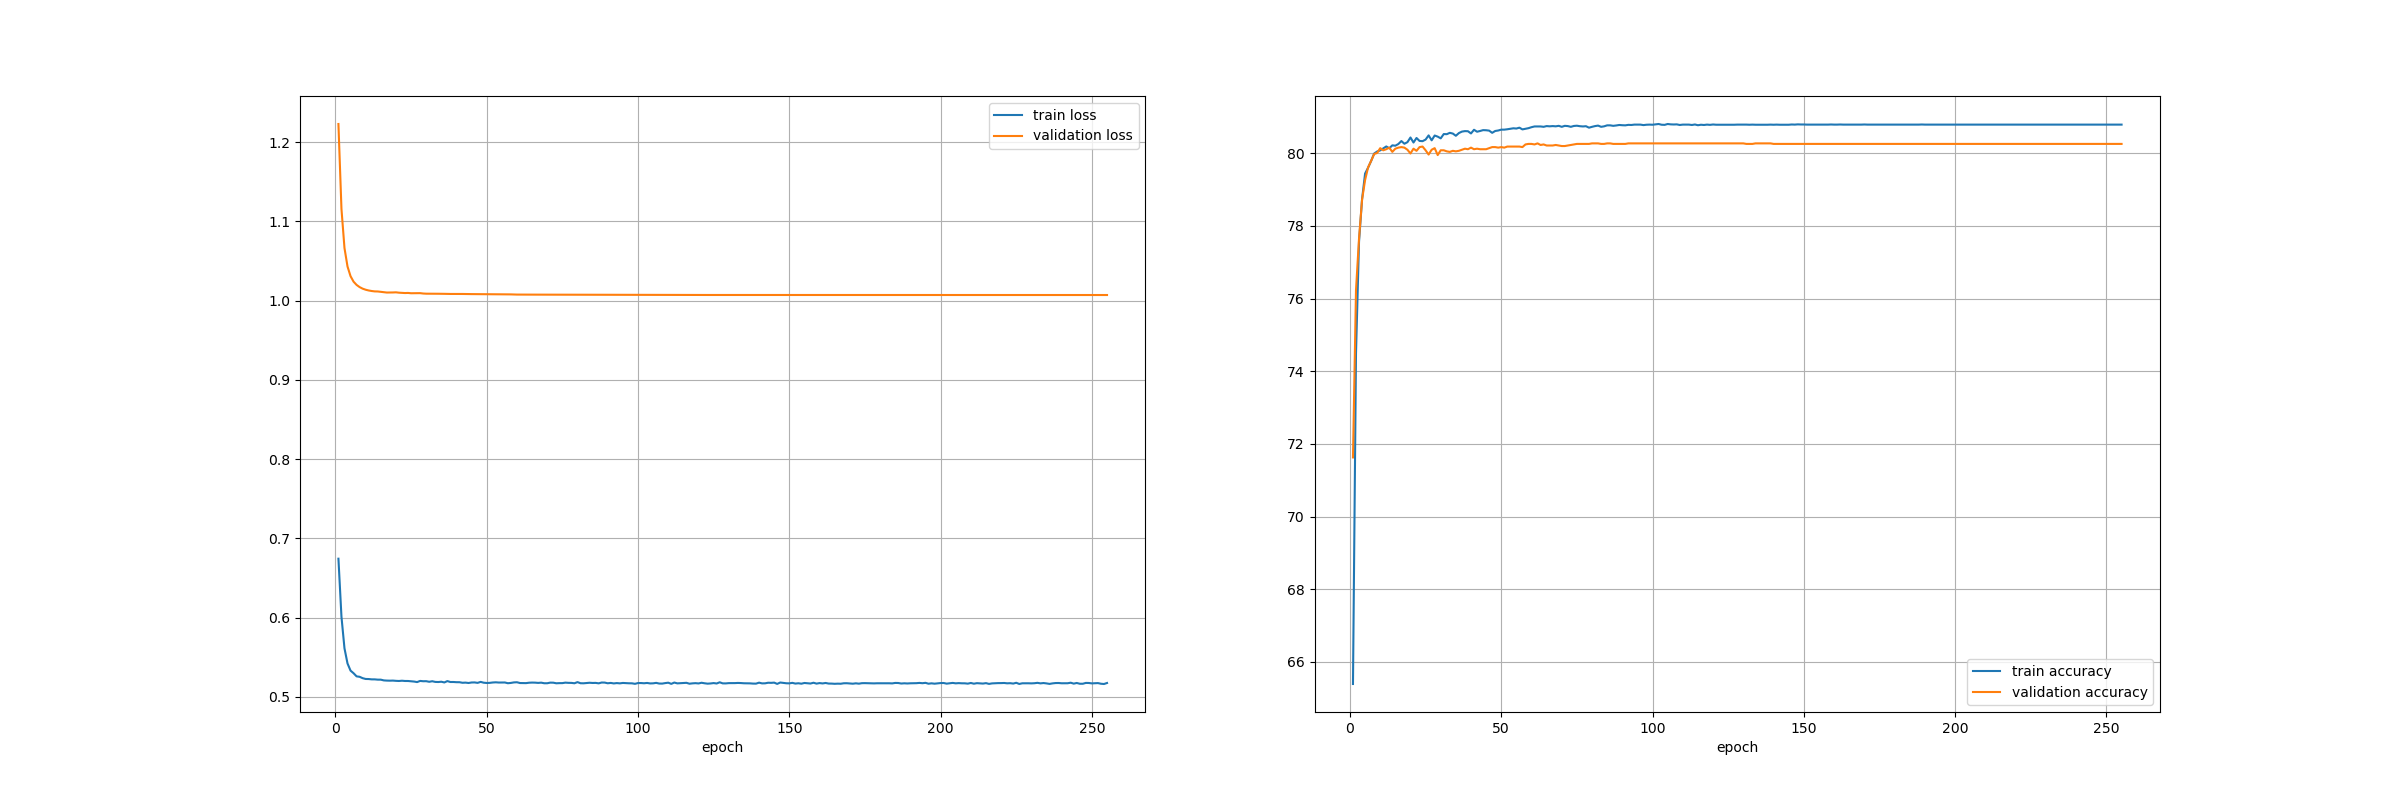 train loss
validation loss
1.2
1.1
1.0
0.9
0.8
0.7
0.6
0.5
0 50 100 150 200 250
epoch
80
78
76
74
72
70
68
66
train accuracy
validation accuracy
0 50 100 150 200 250
epoch